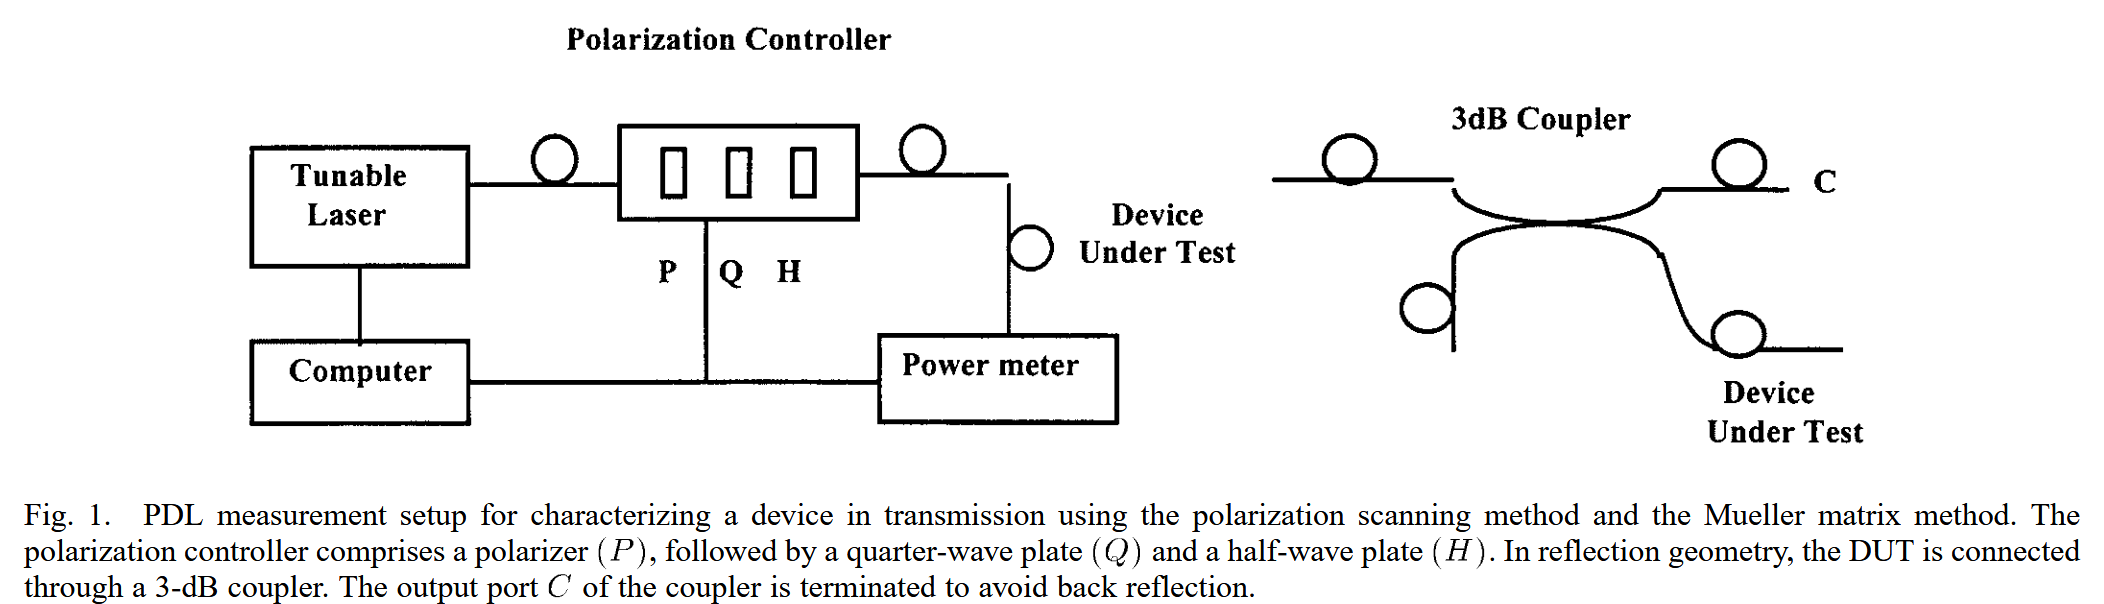 Polarization Controller
Tunable
Laser
P Q H
Computer
Device
Under Test
Power meter
3dB Coupler
C
Device
Under Test
Fig. 1. PDL measurement setup for characterizing a device in transmission using the polarization scanning method and the Mueller matrix method. The
polarization controller comprises a polarizer (P), followed by a quarter-wave plate (Q) and a half-wave plate (H). In reflection geometry, the DUT is connected
through a 3-dB coupler. The output port C of the coupler is terminated to avoid back reflection.